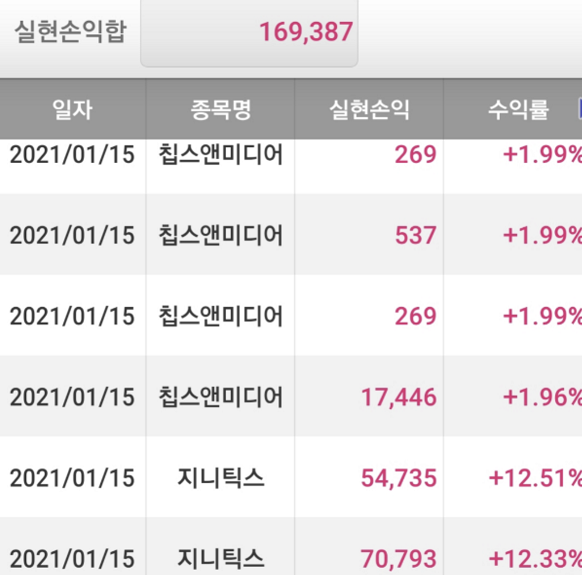 실현손익합 169,387
일자 종목명 실현손익 수익률
2021/01/15 칩스앤미디어 269 +1.99%
2021/01/15 칩스앤미디어 537 +1.99%
2021/01/15 칩스앤미디어 269 +1.99%
2021/01/15 칩스앤미디어 17,446 +1.96%
2021/01/15 지니틱스 54,735 +12.51%
2021/01/15 지니틱스 70,793 +12.33%